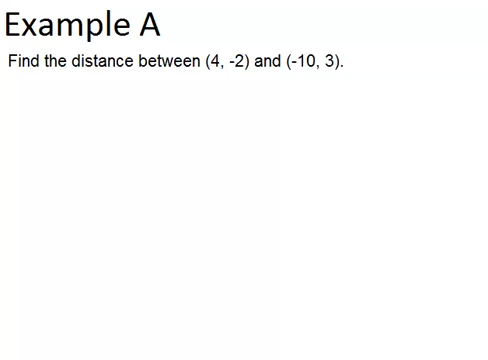 Example A
Find the distance between (4, -2) and (-10, 3).